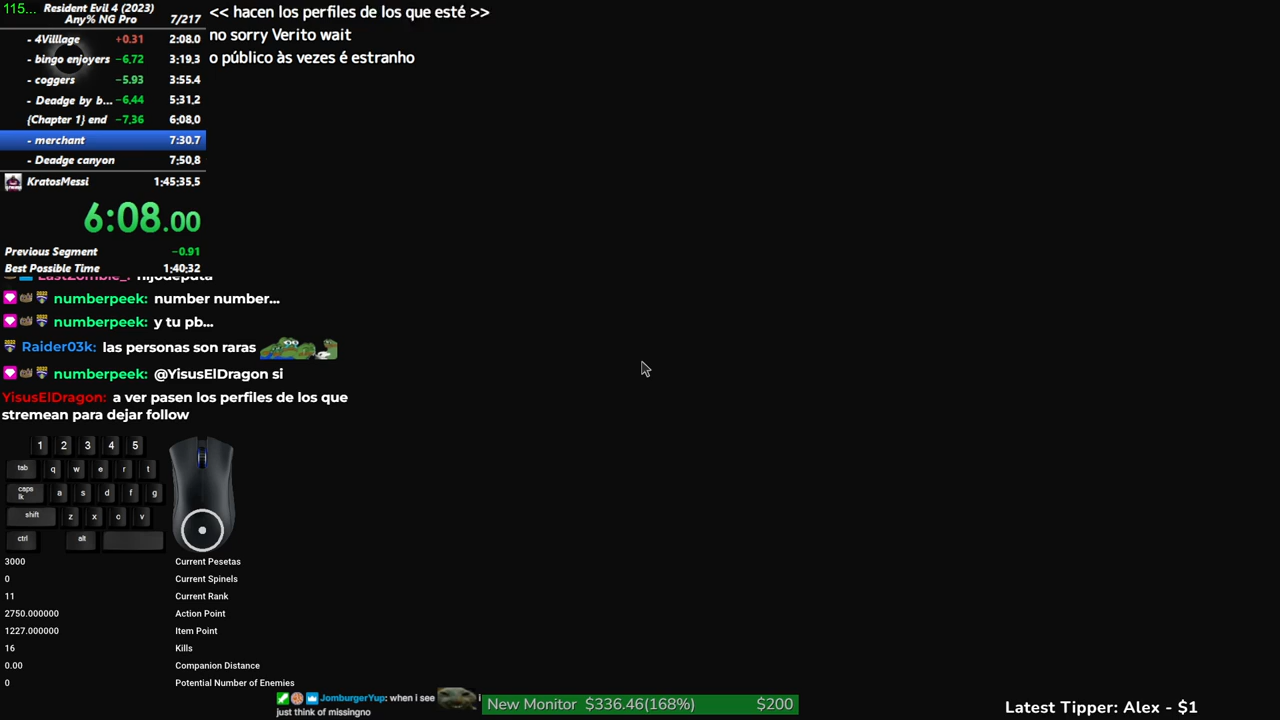 115...
Resident Evil 4 (2023)
Any% NG Pro 7/217
- 4Villlage +0.31 2:08.0
- bingo enjoyers −6.72 3:19.3
- coggers −5.93 3:55.4
- Deadge by b... −6.44 5:31.2
{Chapter 1} end −7.36 6:08.0
- merchant 7:30.7
- Deadge canyon 7:50.8
KratosMessi 1:45:35.5
6:08.00
Previous Segment −0.91
Best Possible Time 1:40:32
<< hacen los perfiles de los que esté >>
no sorry Verito wait
o público às vezes é estranho
LastZombie_: hijodeputa
numberpeek: number number...
numberpeek: y tu pb...
Raider03k: las personas son raras
numberpeek: @YisusElDragon si
YisusElDragon: a ver pasen los perfiles de los que
stremean para dejar follow
1 2 3 4 5
tab q w e r t
caps lk a s d f g
shift z x c v
ctrl alt
3000 Current Pesetas
0 Current Spinels
11 Current Rank
2750.000000 Action Point
1227.000000 Item Point
16 Kills
0.00 Companion Distance
0 Potential Number of Enemies
JomburgerYup: when i see i
just think of missingno
New Monitor $336.46(168%) $200
Latest Tipper: Alex - $1